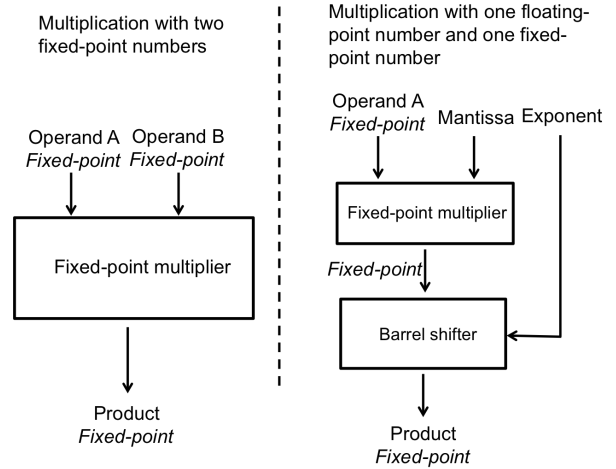 Multiplication with two
fixed-point numbers
Operand A
Fixed-point
Operand B
Fixed-point
Fixed-point multiplier
Product
Fixed-point
Multiplication with one floating-
point number and one fixed-
point number
Operand A
Fixed-point
Mantissa
Exponent
Fixed-point multiplier
Fixed-point
Barrel shifter
Product
Fixed-point